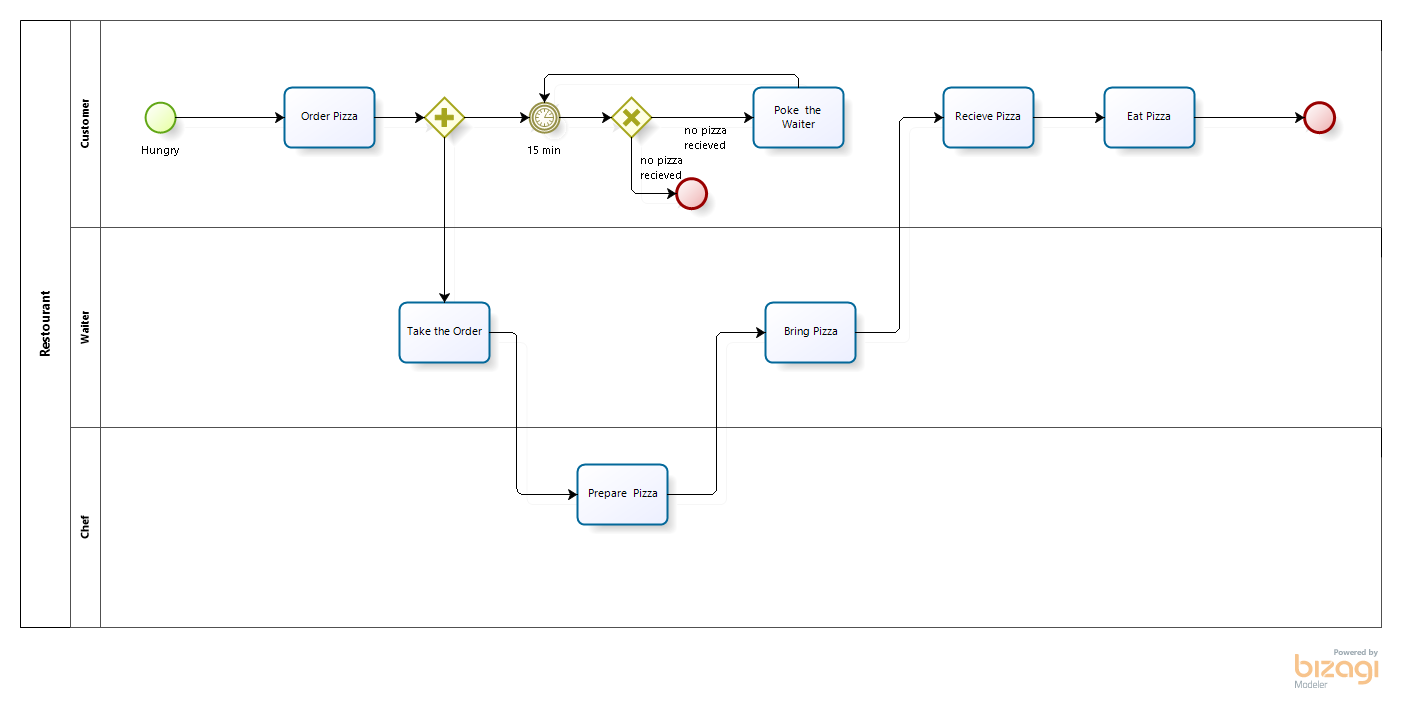 Restourant
Customer
Hungry
Order Pizza
15 min
no pizza
recieved
no pizza
recieved
Poke the
Waiter
Recieve Pizza
Eat Pizza
Waiter
Take the Order
Bring Pizza
Chef
Prepare Pizza
Powered by
bizagi
Modeler